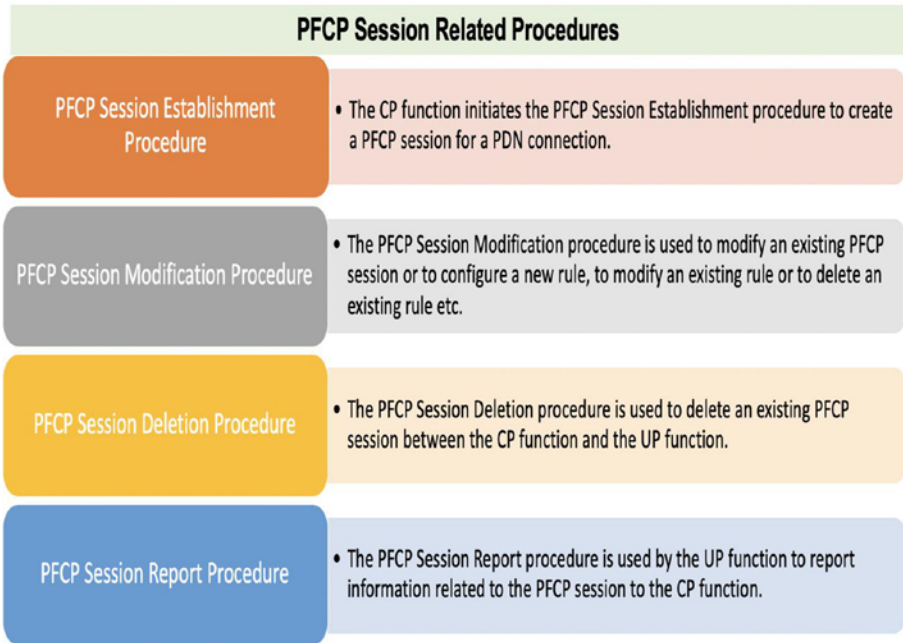 PFCP Session Related Procedures
PFCP Session Establishment
Procedure
• The CP function initiates the PFCP Session Establishment procedure to create
a PFCP session for a PDN connection.
PFCP Session Modification Procedure
• The PFCP Session Modification procedure is used to modify an existing PFCP
session or to configure a new rule, to modify an existing rule or to delete an
existing rule etc.
PFCP Session Deletion Procedure
• The PFCP Session Deletion procedure is used to delete an existing PFCP
session between the CP function and the UP function.
PFCP Session Report Procedure
• The PFCP Session Report procedure is used by the UP function to report
information related to the PFCP session to the CP function.